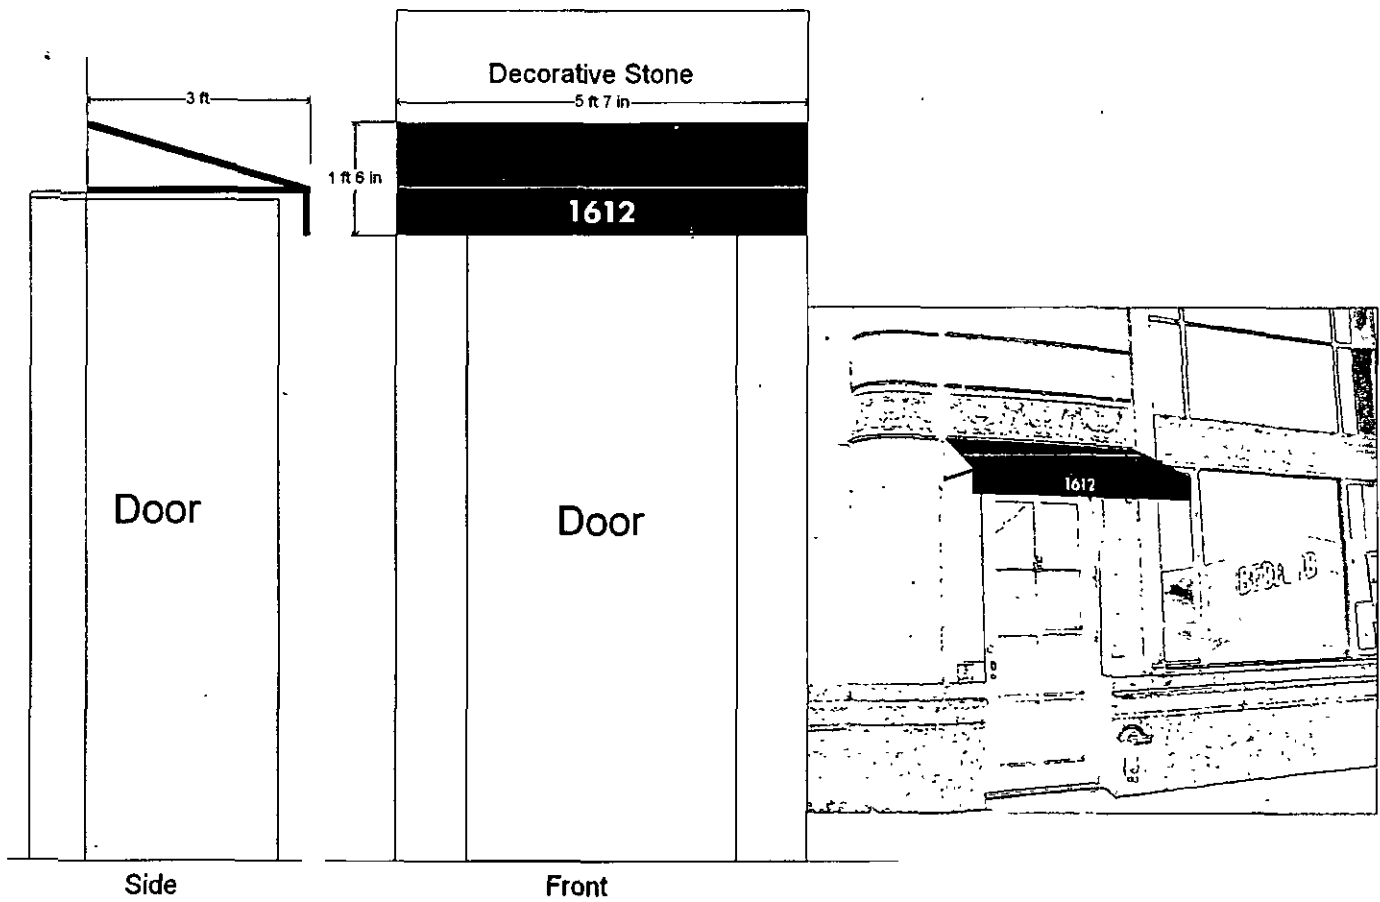 Decorative Stone
3 ft
5 ft 7 in
1 ft 6 in
1612
Door
Door
1612
Side
Front